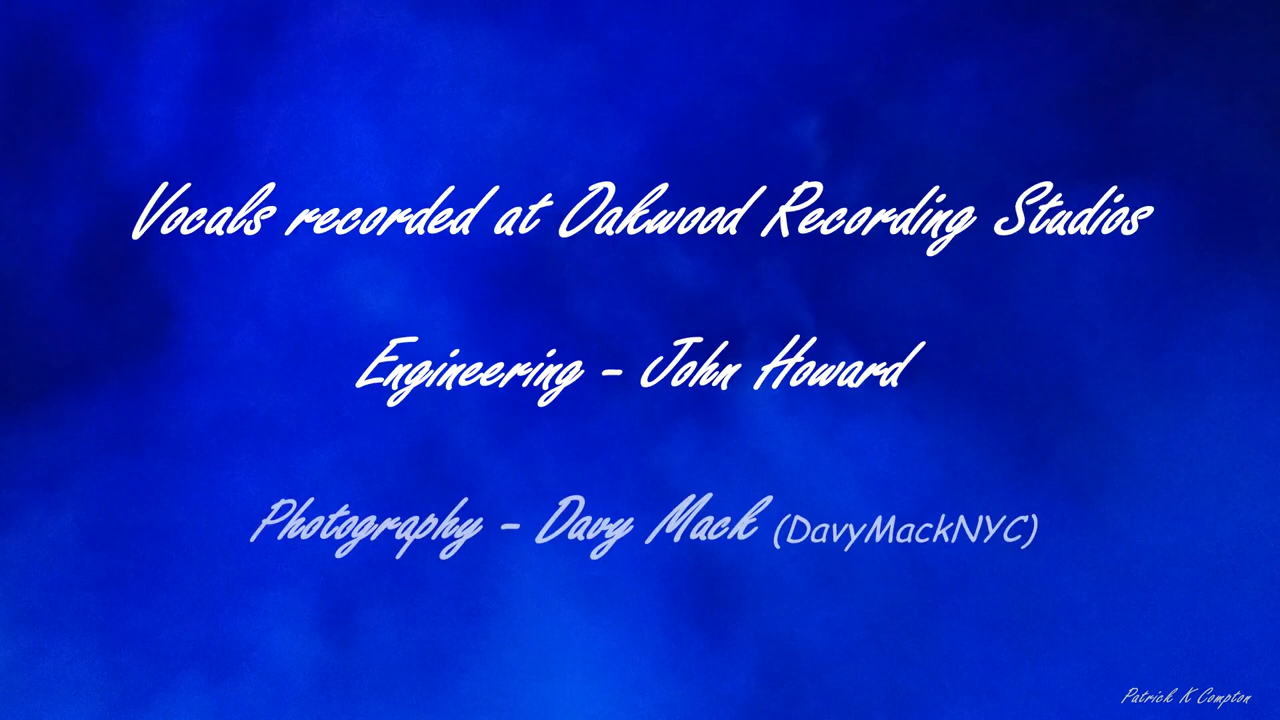 Vocals recorded at Oakwood Recording Studios
Engineering - John Howard
Photography - Davy Mack (DavyMackNYC)
Patrick K Compton